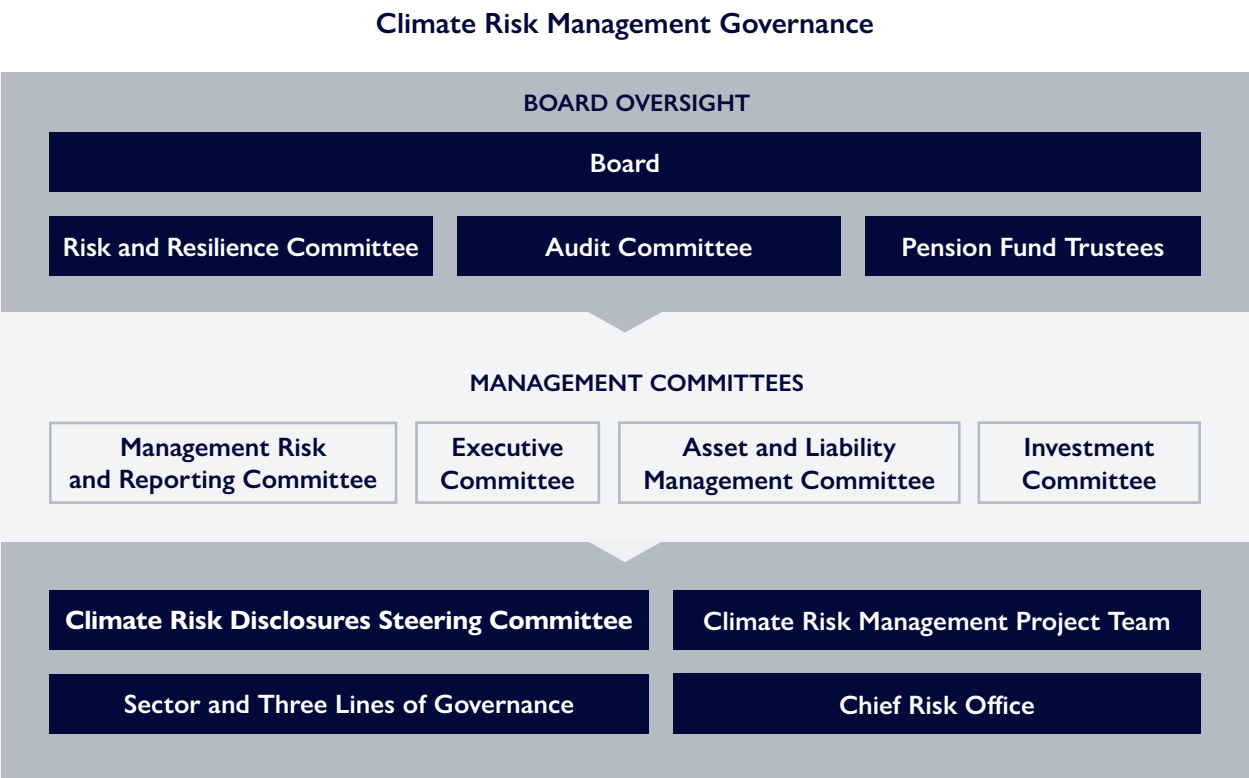 Climate Risk Management Governance
BOARD OVERSIGHT
Board
Risk and Resilience Committee
Audit Committee
Pension Fund Trustees
MANAGEMENT COMMITTEES
Management Risk
and Reporting Committee
Executive
Committee
Asset and Liability
Management Committee
Investment
Committee
Climate Risk Disclosures Steering Committee
Climate Risk Management Project Team
Sector and Three Lines of Governance
Chief Risk Office